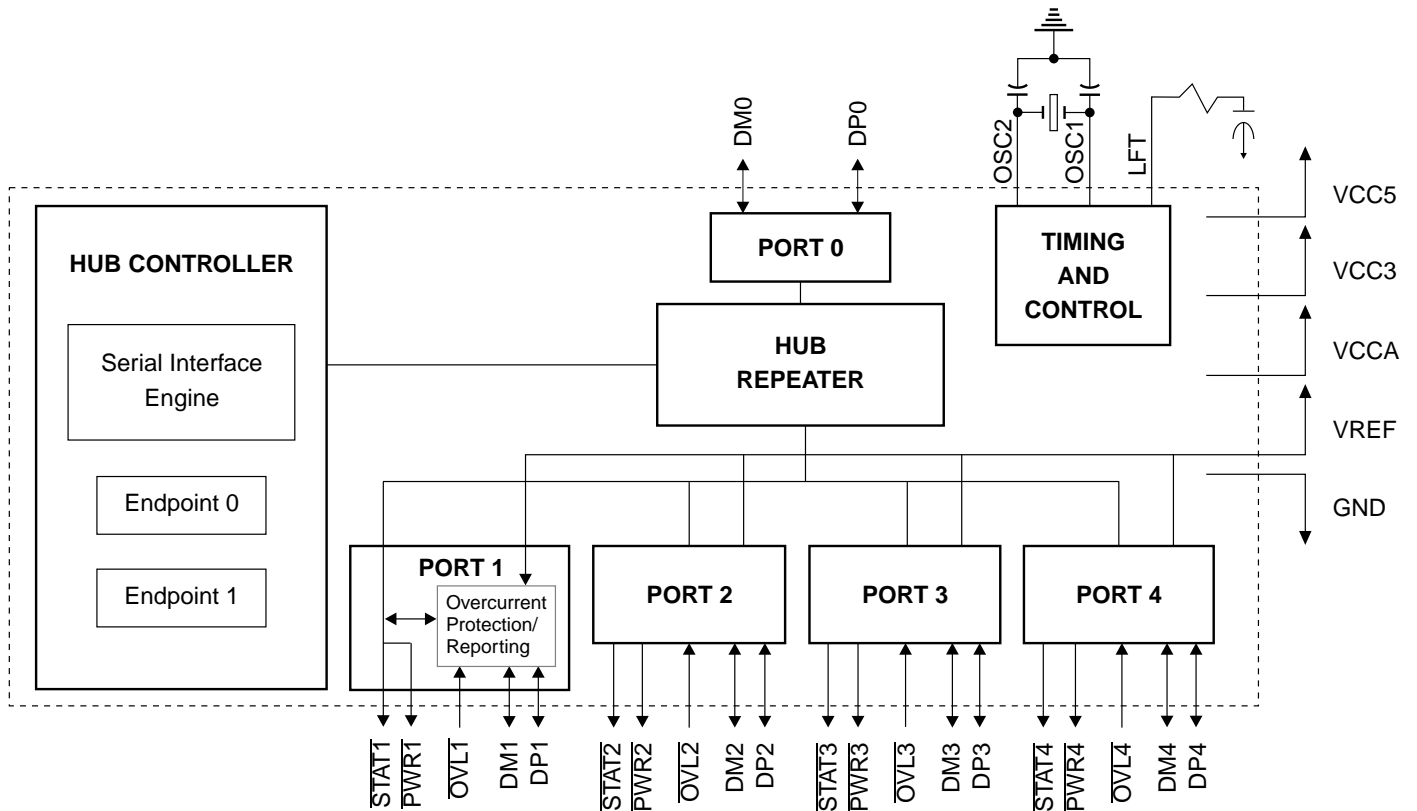 DM0
DP0
OSC2
OSC1
LFT
VCC5
VCC3
VCCA
VREF
GND
HUB CONTROLLER
Serial Interface
Engine
Endpoint 0
Endpoint 1
PORT 0
HUB
REPEATER
TIMING
AND
CONTROL
PORT 1
Overcurrent
Protection/
Reporting
PORT 2
PORT 3
PORT 4
STAT1
PWR1
OVL1
DM1
DP1
STAT2
PWR2
OVL2
DM2
DP2
STAT3
PWR3
OVL3
DM3
DP3
STAT4
PWR4
OVL4
DM4
DP4